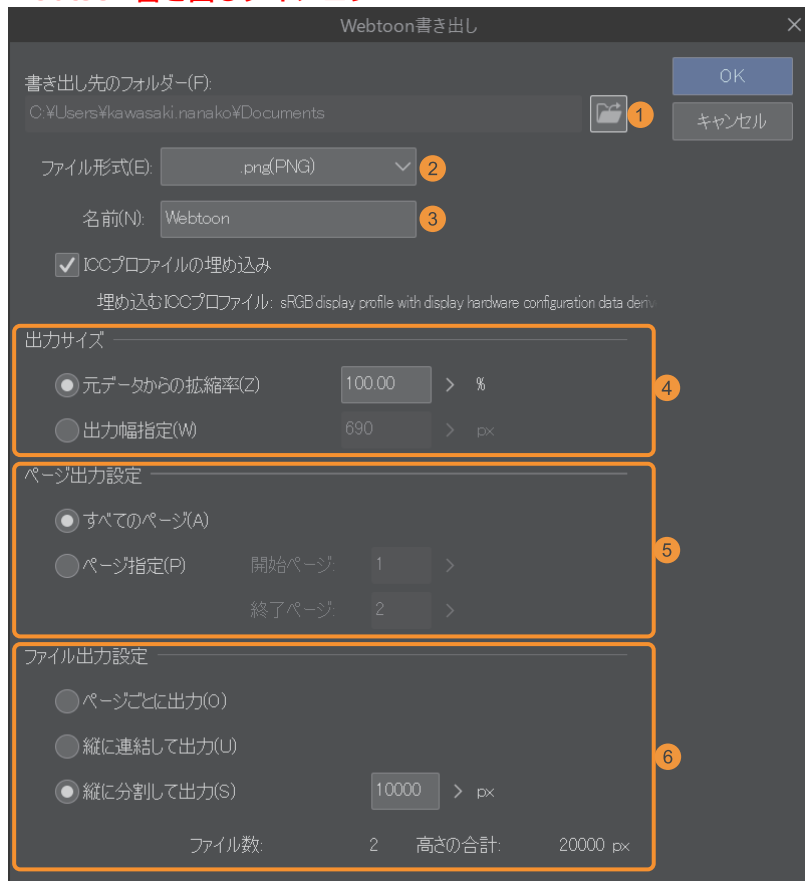 Webtoon書き出し
書き出し先のフォルダー(F):
C:¥Users¥kawasaki.nanako¥Documents
1
OK
キャンセル
ファイル形式(E): .png(PNG) 2
名前(N): Webtoon 3
ICCプロファイルの埋め込み
埋め込むICCプロファイル: sRGB display profile with display hardware configuration data deriv
出力サイズ
元データからの拡縮率(Z) 100.00 > %
4
出力幅指定(W) 690 > px
ページ出力設定
すべてのページ(A)
5
ページ指定(P) 開始ページ: 1 >
終了ページ: 2 >
ファイル出力設定
ページごとに出力(O)
縦に連結して出力(U)
6
縦に分割して出力(S) 10000 > px
ファイル数: 2 高さの合計: 20000 px